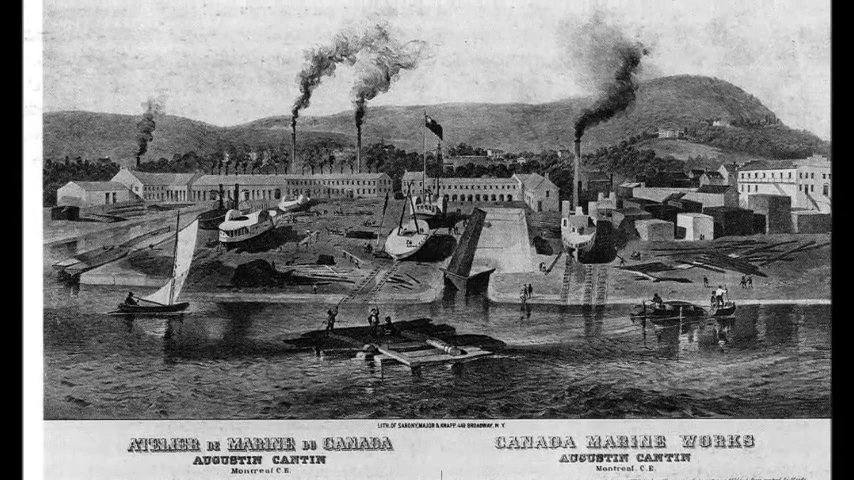 LITH. OF SARONY, MAJOR & KNAPP 449 BROADWAY, N.Y.
ATELIER DE MARINE DU CANADA
AUGUSTIN CANTIN
Montreal C.E.
CANADA MARINE WORKS
AUGUSTIN CANTIN
Montreal, C.E.